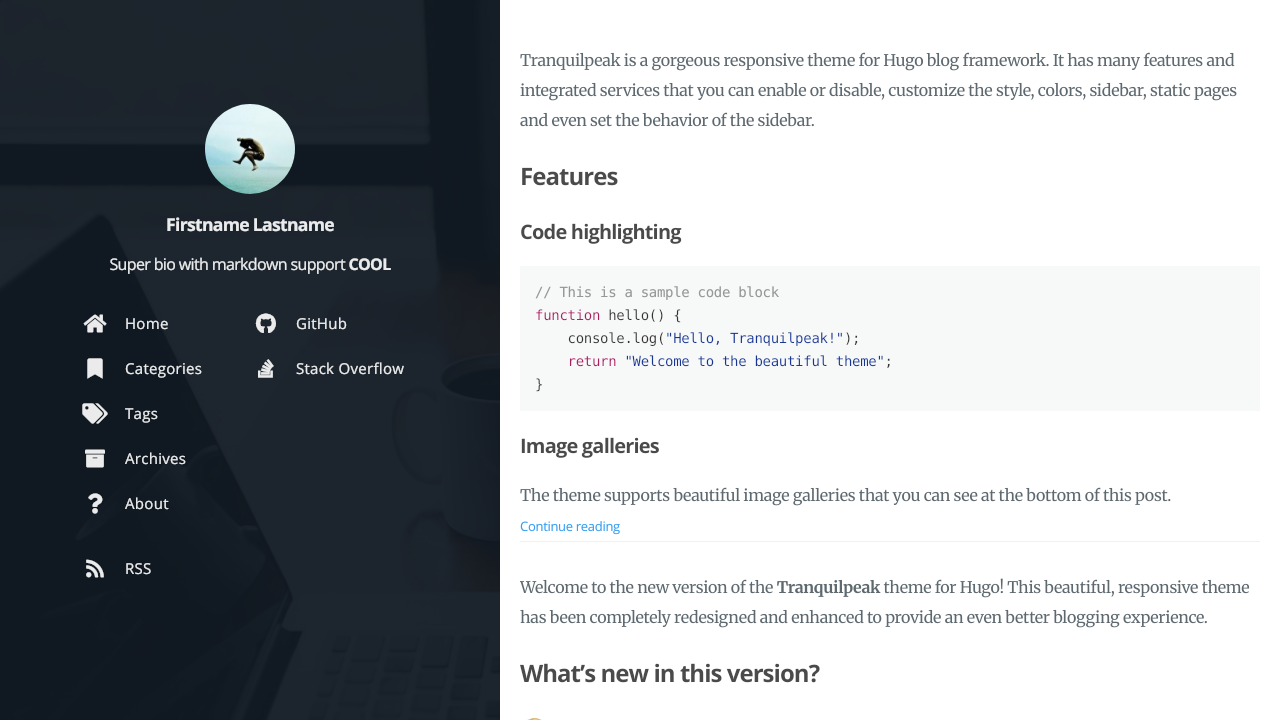 Firstname Lastname
Super bio with markdown support COOL
Home
Categories
Tags
Archives
About
GitHub
Stack Overflow
RSS
Tranquilpeak is a gorgeous responsive theme for Hugo blog framework. It has many features and
integrated services that you can enable or disable, customize the style, colors, sidebar, static pages
and even set the behavior of the sidebar.
Features
Code highlighting
// This is a sample code block
function hello() {
    console.log("Hello, Tranquilpeak!");
    return "Welcome to the beautiful theme";
}
Image galleries
The theme supports beautiful image galleries that you can see at the bottom of this post.
Continue reading
Welcome to the new version of the Tranquilpeak theme for Hugo! This beautiful, responsive theme
has been completely redesigned and enhanced to provide an even better blogging experience.
What’s new in this version?